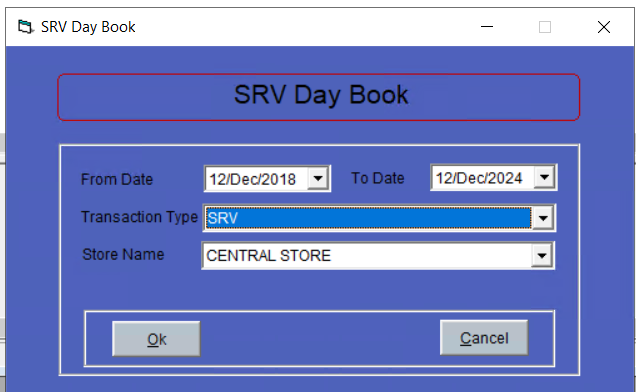 SRV Day Book
SRV Day Book
From Date 12/Dec/2018 To Date 12/Dec/2024
Transaction Type SRV
Store Name CENTRAL STORE
Ok Cancel